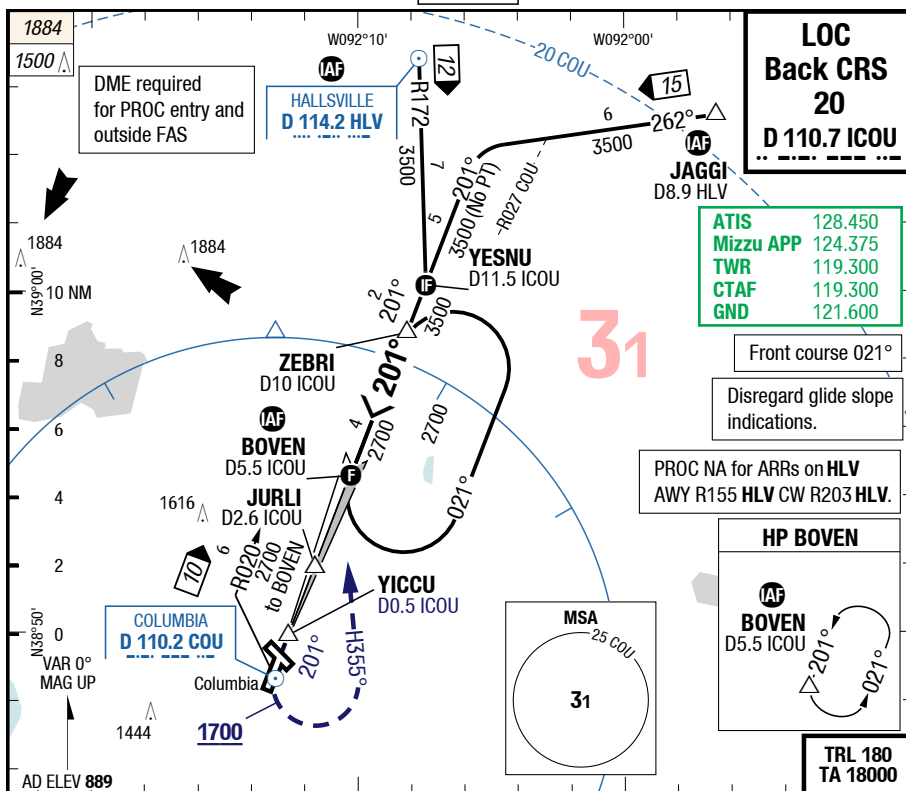 1884
1500
DME required
for PROC entry and
outside FAS
W092°10'
W092°00'
20 COU
LOC
Back CRS
20
D 110.7 ICOU
IAF
HALLSVILLE
D 114.2 HLV
12
R172
3500
7
5
15
6
262°
3500
IAF
JAGGI
D8.9 HLV
201°
3500 (No PT)
R027 COU
ATIS 128.450
Mizzu APP 124.375
TWR 119.300
CTAF 119.300
GND 121.600
1884
1884
N39°00'
10 NM
YESNU
D11.5 ICOU
IF
2
201°
3500
31
Front course 021°
Disregard glide slope
indications.
8
ZEBRI
D10 ICOU
201°
6
IAF
BOVEN
D5.5 ICOU
4
2700
2700
F
021°
PROC NA for ARRs on HLV
AWY R155 HLV CW R203 HLV.
4
1616
JURLI
D2.6 ICOU
HP BOVEN
IAF
BOVEN
D5.5 ICOU
201°
021°
2
10
6
R020
2700
to BOVEN
YICCU
D0.5 ICOU
MSA
25 COU
31
N38°50'
0
COLUMBIA
D 110.2 COU
201°
H355°
VAR 0°
MAG UP
Columbia
1444
1700
AD ELEV 889
TRL 180
TA 18000